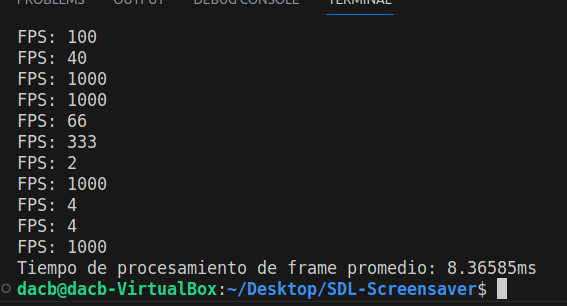 PROBLEMS OUTPUT DEBUG CONSOLE TERMINAL
FPS: 100
FPS: 40
FPS: 1000
FPS: 1000
FPS: 66
FPS: 333
FPS: 2
FPS: 1000
FPS: 4
FPS: 4
FPS: 1000
Tiempo de procesamiento de frame promedio: 8.36585ms
dacb@dacb-VirtualBox:~/Desktop/SDL-Screensaver$